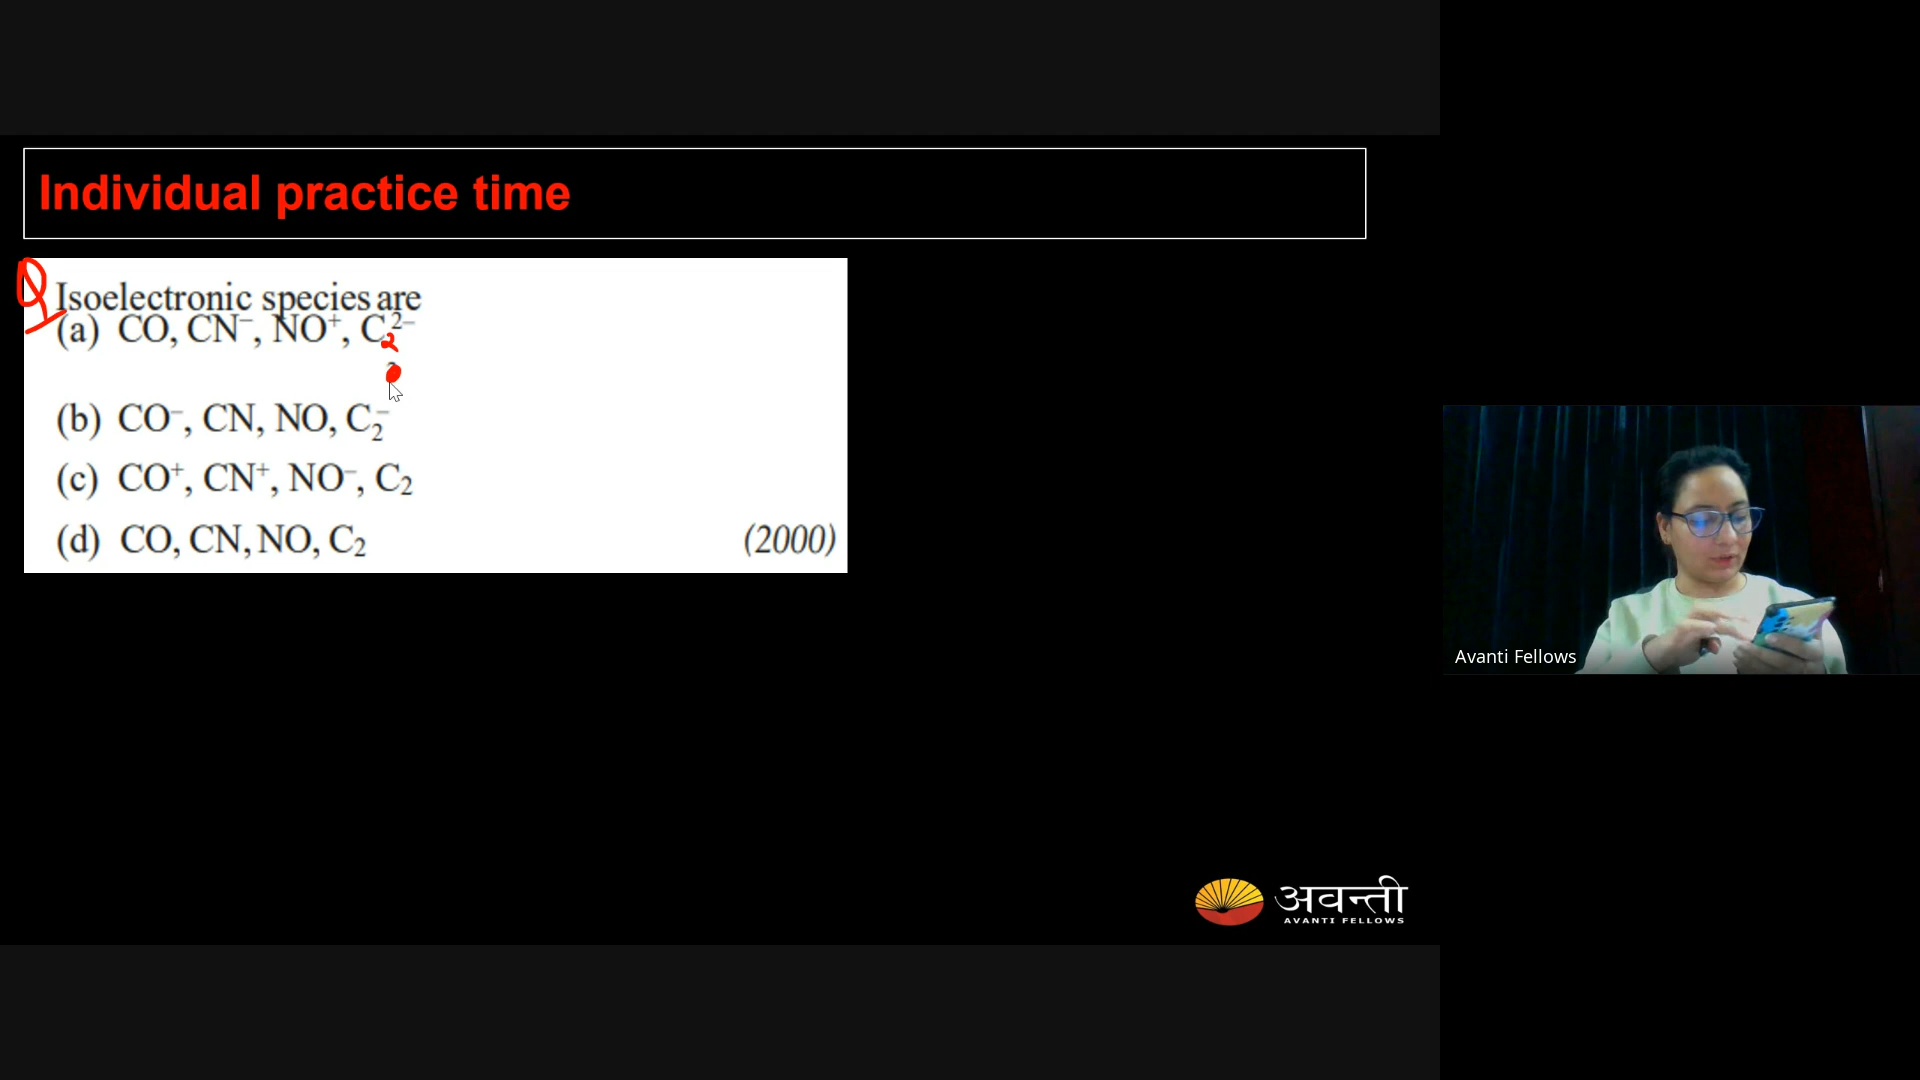 Individual practice time
Q Isoelectronic species are
(a) CO, CN⁻, NO⁺, C₂²⁻
(b) CO⁻, CN, NO, C₂⁻
(c) CO⁺, CN⁺, NO⁻, C₂
(d) CO, CN, NO, C₂ (2000)
Avanti Fellows
अवन्ती
AVANTI FELLOWS